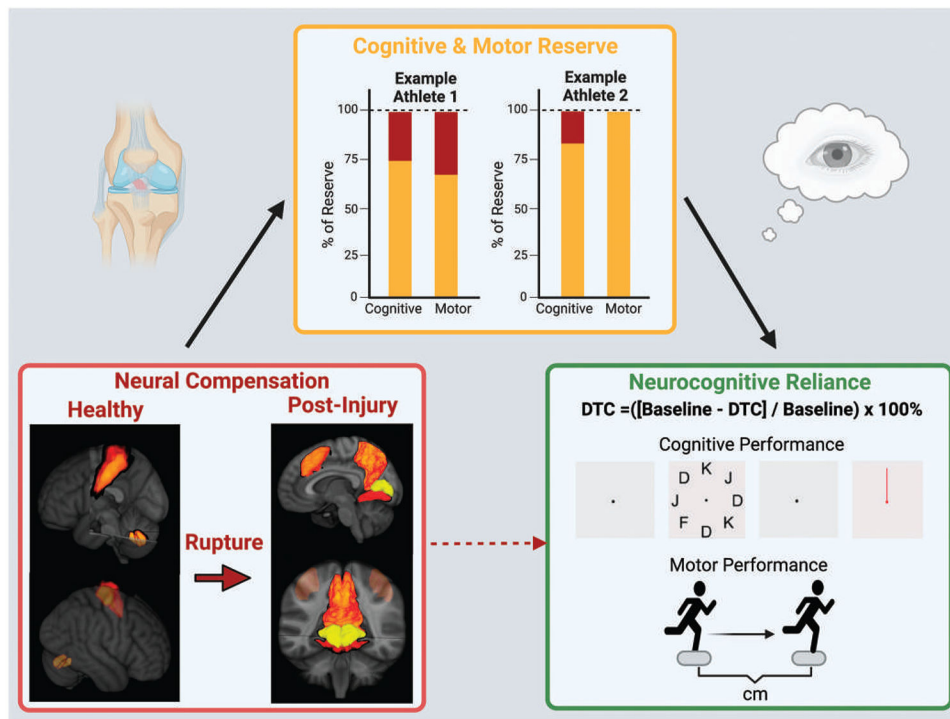 Cognitive & Motor Reserve
Example
Athlete 1
% of Reserve
100
75
50
25
0
Cognitive Motor
Example
Athlete 2
% of Reserve
100
75
50
25
0
Cognitive Motor
Neural Compensation
Healthy
Post-Injury
Rupture
Neurocognitive Reliance
DTC =([Baseline - DTC] / Baseline) x 100%
Cognitive Performance
K
D J
J D
F K
D
Motor Performance
cm